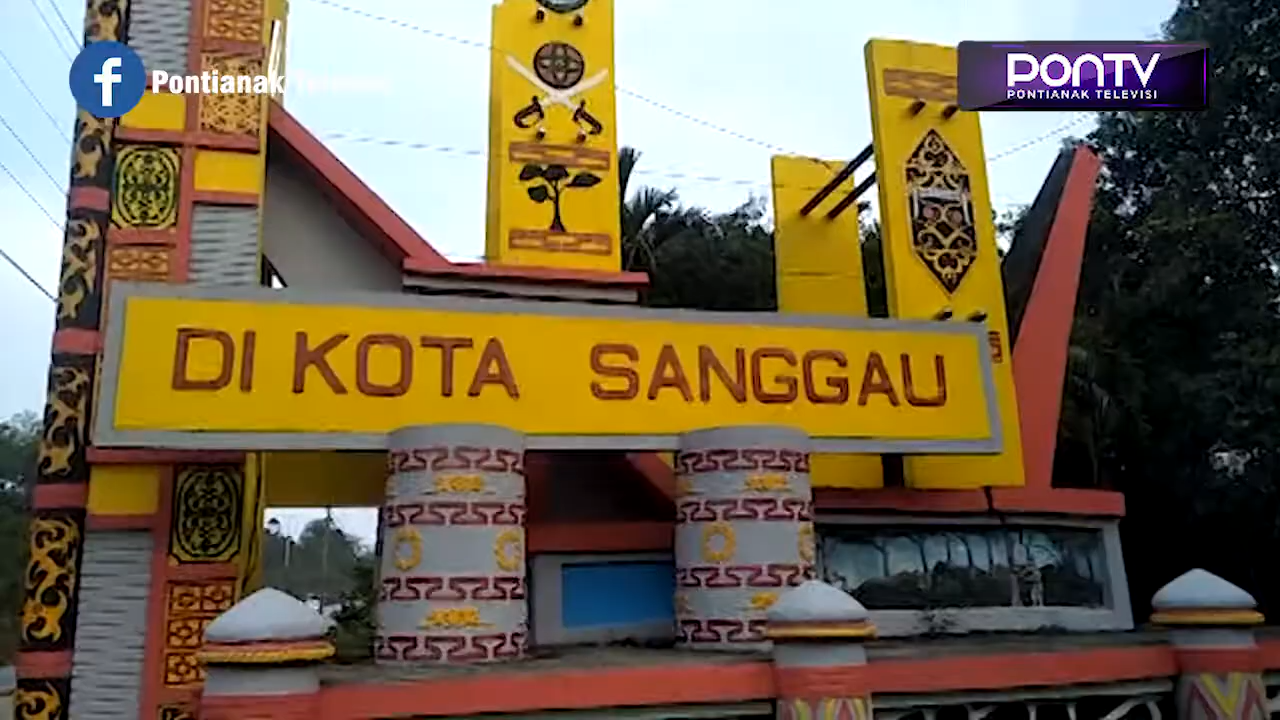 Pontianak Televisi
PONTV
PONTIANAK TELEVISI
DI KOTA SANGGAU